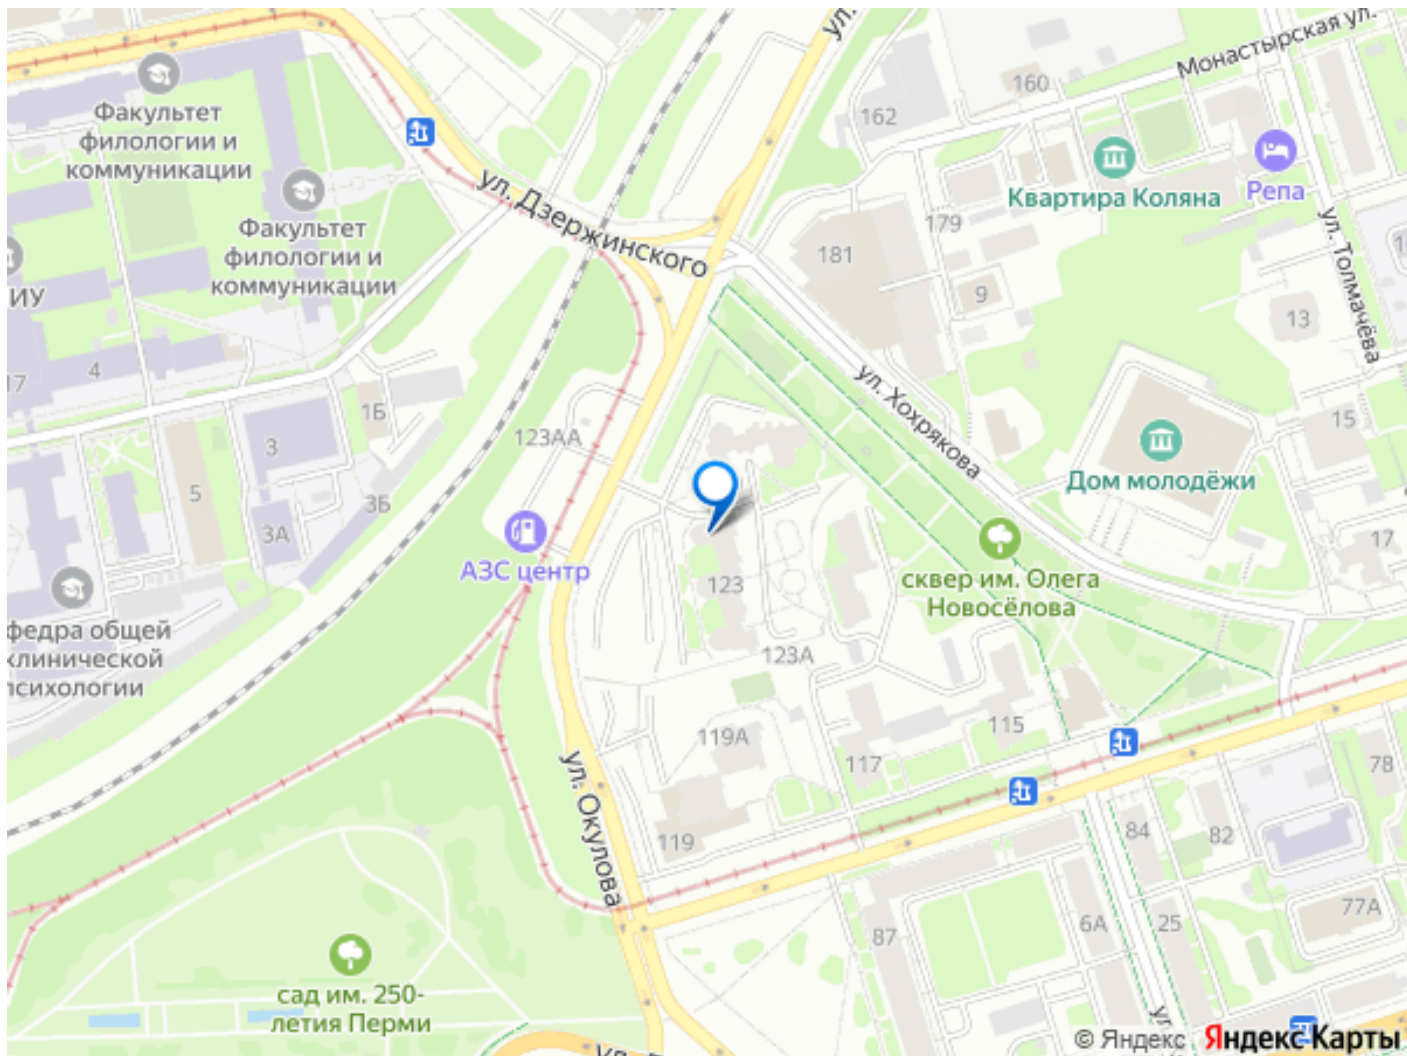 Монастырская ул.
160
162
Факультет
филологии и
коммуникации
Квартира Коляна
Репа
ул. Дзержинского
Факультет
филологии и
коммуникации
179
181
ул. Толмачёва
9
13
4
17
1Б
ул. Хохрякова
15
123АА
3
Дом молодёжи
5
3Б
3А
АЗС центр
17
сквер им. Олега
Новосёлова
123
клинической
психологии
общей
123А
115
119А
117
78
ул. Окулова
119
84
82
77А
87
6А
25
сад им. 250-
летия Перми
© Яндекс Яндекс Карты